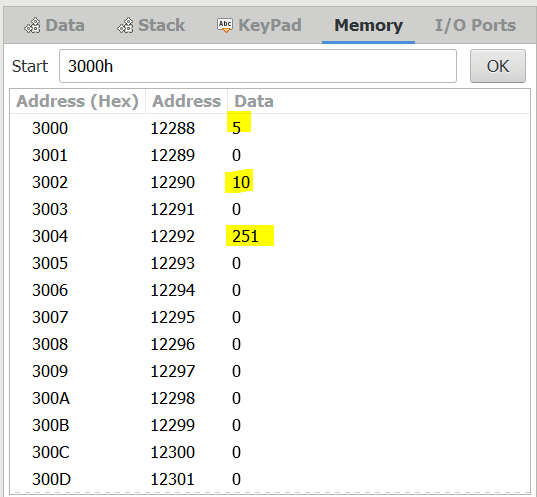 Data Stack Abc KeyPad Memory I/O Ports
Start 3000h OK
Address (Hex) Address Data
3000 12288 5
3001 12289 0
3002 12290 10
3003 12291 0
3004 12292 251
3005 12293 0
3006 12294 0
3007 12295 0
3008 12296 0
3009 12297 0
300A 12298 0
300B 12299 0
300C 12300 0
300D 12301 0